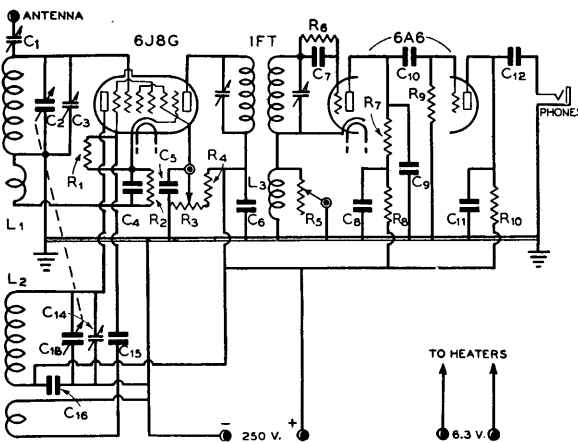 ANTENNA
6J8G
1FT
6A6
C1
R6
C7
C10
C12
C2
C3
R7
R9
PHONES
R1
C5
R4
L3
C9
L1
C4
R2
R3
C6
R5
C8
R8
C11
R10
L2
C14
C1B
C15
C16
TO HEATERS
- 250 V. +
6.3 V.